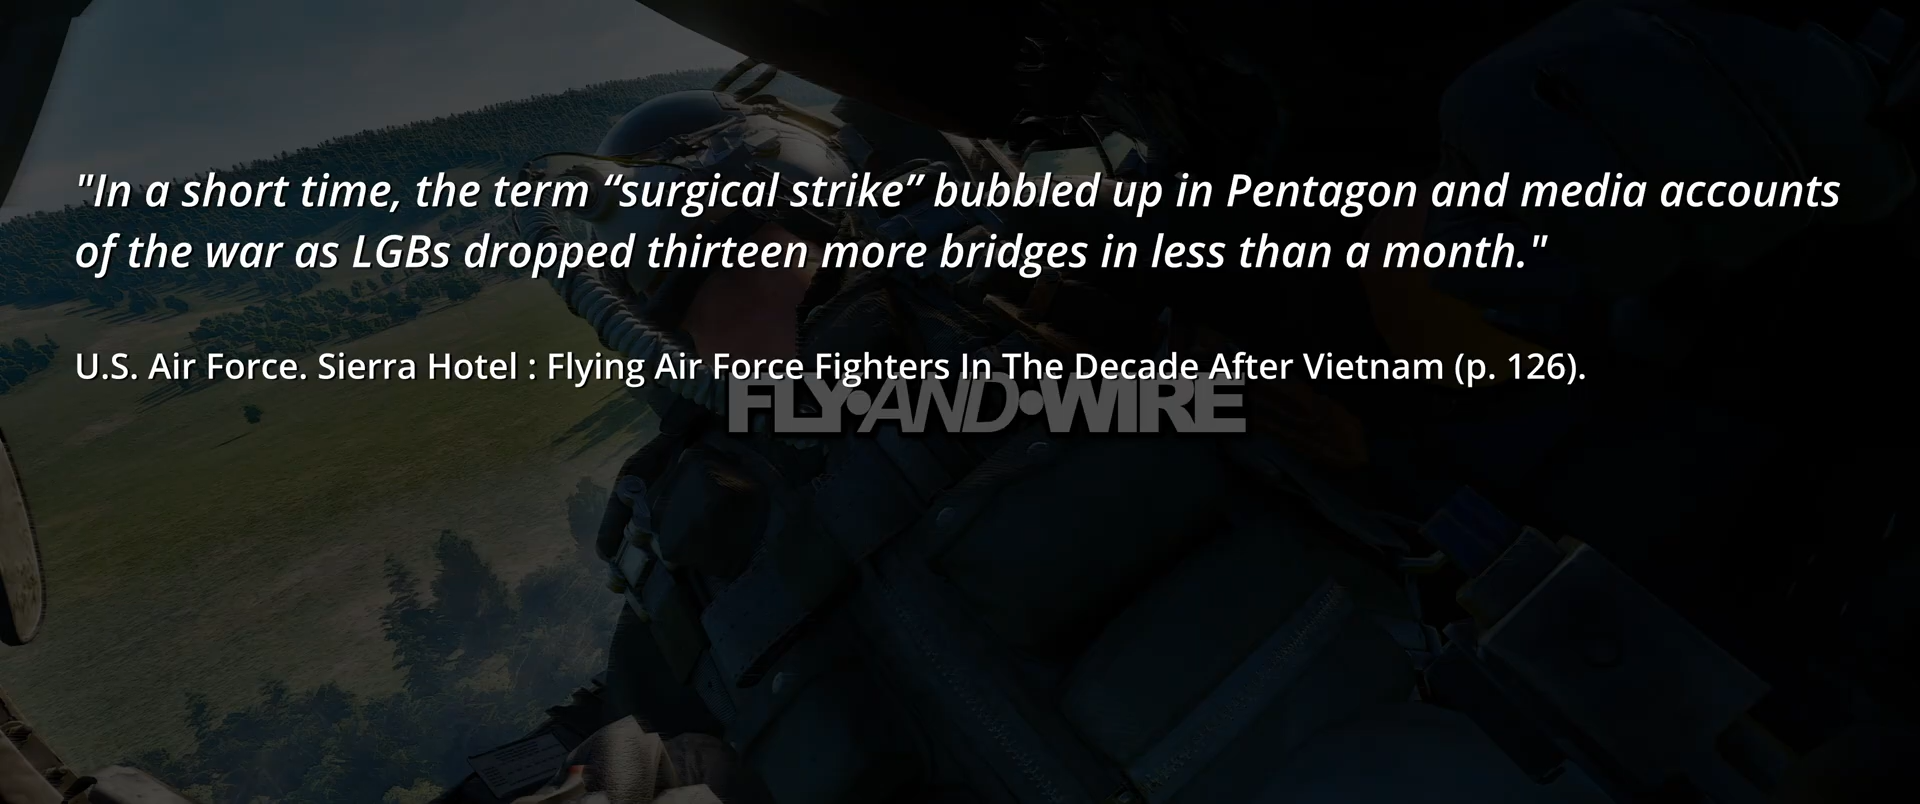 "In a short time, the term “surgical strike” bubbled up in Pentagon and media accounts
of the war as LGBs dropped thirteen more bridges in less than a month."
U.S. Air Force. Sierra Hotel : Flying Air Force Fighters In The Decade After Vietnam (p. 126).
FLY•AND•WIRE